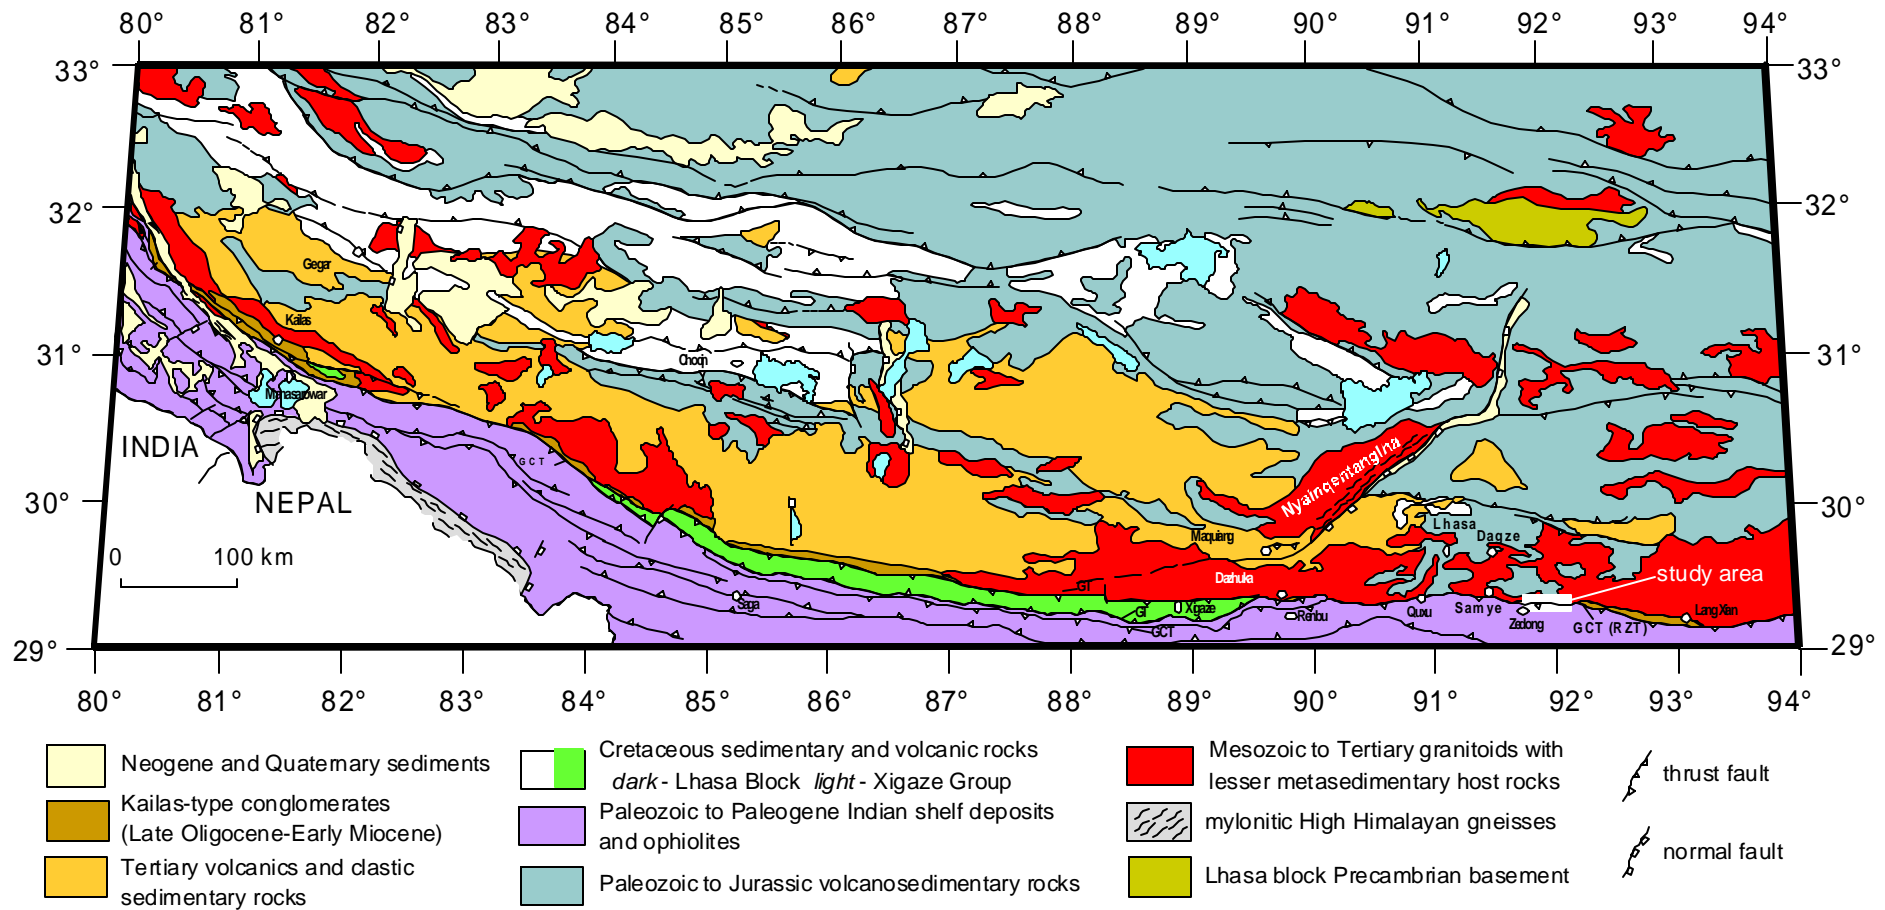 80° 81° 82° 83° 84° 85° 86° 87° 88° 89° 90° 91° 92° 93° 94°
33° 33°
32° 32°
Gegar
Kailas
31° 31°
Choqn
Mmhasarowar
INDIA
Nyainqentanglha
GCT
NEPAL
30° 30°
Lhasa
Maquiang
Dagze
0 100 km
Dazhuka
study area
GT
Saga
GT Xigaze
Renbu
Quxu
Samye
Zedong
Lang Xian
GCT
GCT (RZT)
29° 29°
80° 81° 82° 83° 84° 85° 86° 87° 88° 89° 90° 91° 92° 93° 94°
Neogene and Quaternary sediments
Kailas-type conglomerates
(Late Oligocene-Early Miocene)
Tertiary volcanics and clastic
sedimentary rocks
Cretaceous sedimentary and volcanic rocks
dark - Lhasa Block light - Xigaze Group
Paleozoic to Paleogene Indian shelf deposits
and ophiolites
Paleozoic to Jurassic volcanosedimentary rocks
Mesozoic to Tertiary granitoids with
lesser metasedimentary host rocks
mylonitic High Himalayan gneisses
Lhasa block Precambrian basement
thrust fault
normal fault